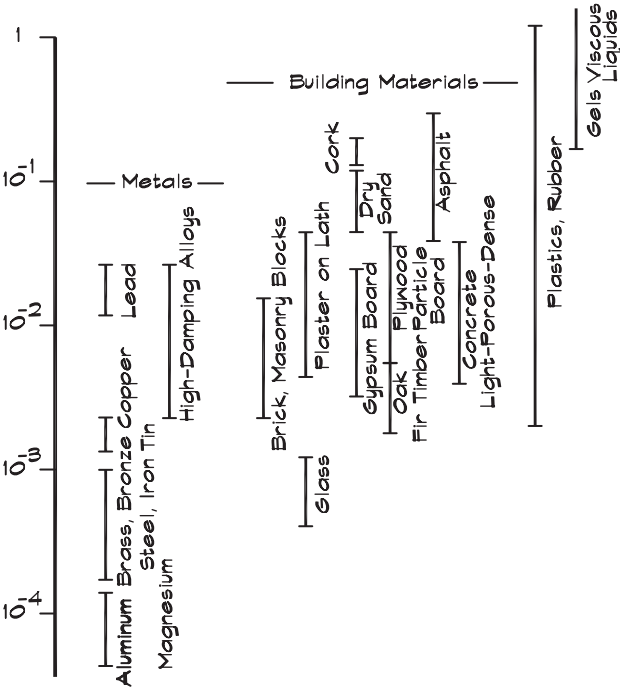 1
10⁻¹
10⁻²
10⁻³
10⁻⁴
Metals
Lead
High-Damping Alloys
Copper
Brass, Bronze
Steel, Iron Tin
Aluminum
Magnesium
Building Materials
Brick, Masonry Blocks
Plaster on Lath
Glass
Cork
Dry
Sand
Gypsum Board
Plywood
Oak
Fir Timber
Particle
Board
Asphalt
Concrete
Light-Porous-Dense
Plastics, Rubber
Gels Viscous
Liquids